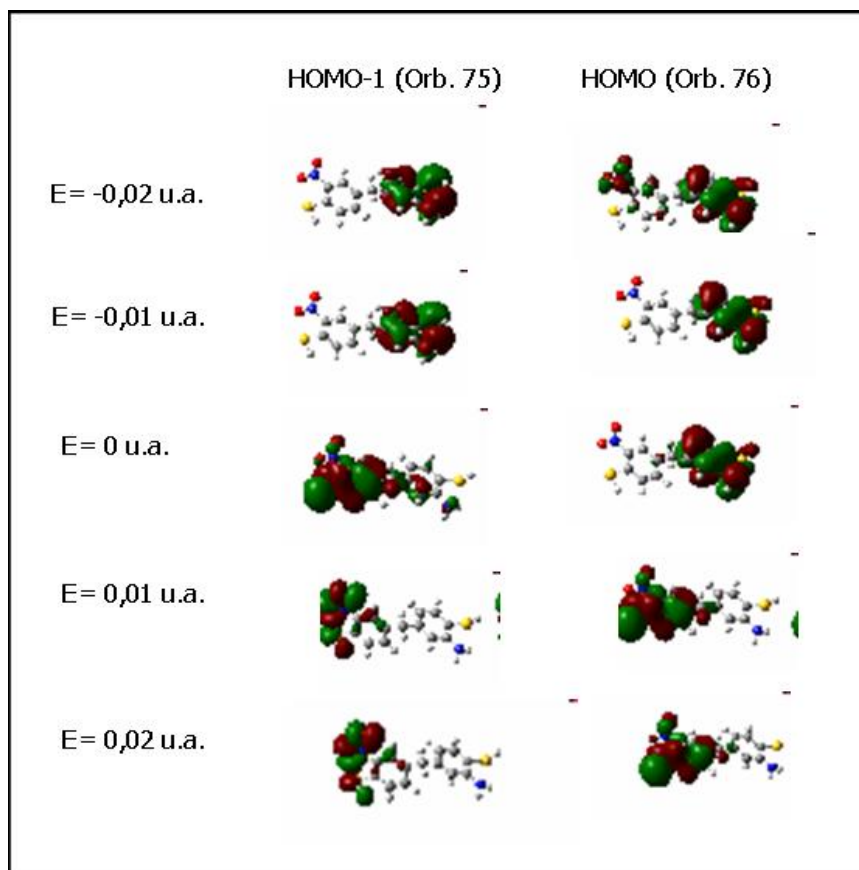 HOMO-1 (Orb. 75) HOMO (Orb. 76)
E= -0,02 u.a.
E= -0,01 u.a.
E= 0 u.a.
E= 0,01 u.a.
E= 0,02 u.a.